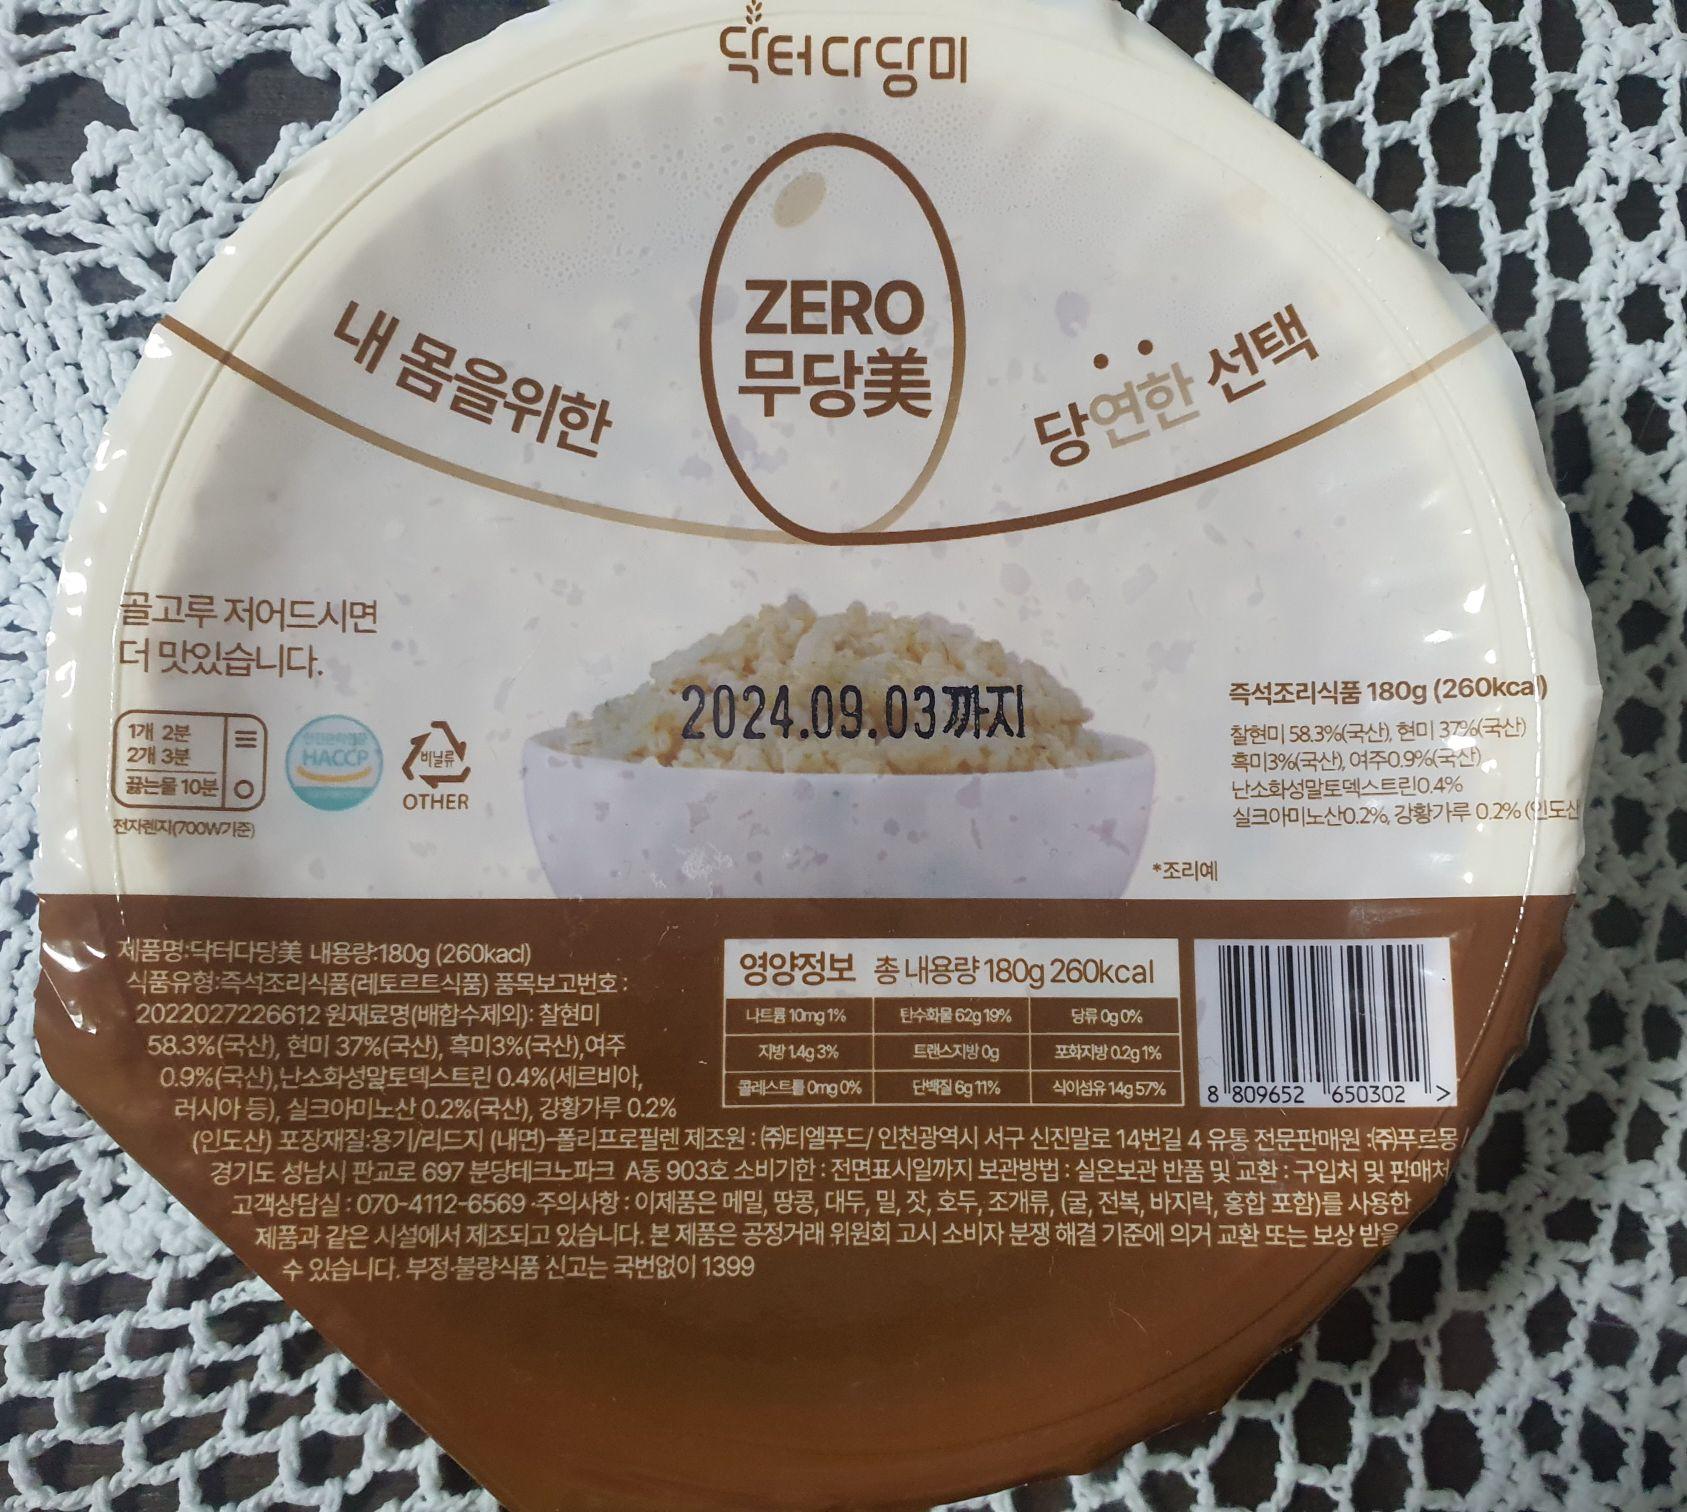 닥터다당미
ZERO
무당美
내 몸을위한
당연한 선택
골고루 저어드시면
더 맛있습니다.
1개 2분
2개 3분
끓는물 10분
전자렌지(700W기준)
안전관리인증
HACCP
비닐류
OTHER
2024.09.03까지
즉석조리식품 180g (260kcal)
찰현미 58.3%(국산), 현미 37%(국산)
흑미3%(국산), 여주0.9%(국산),
난소화성말토덱스트린0.4%
실크아미노산0.2%, 강황가루 0.2% (인도산
*조리예
제품명:닥터다당美 내용량:180g (260kacl)
식품유형:즉석조리식품(레토르트식품) 품목보고번호 :
2022027226612 원재료명(배합수제외): 찰현미
58.3%(국산), 현미 37%(국산), 흑미3%(국산),여주
0.9%(국산),난소화성말토덱스트린 0.4%(세르비아,
러시아 등), 실크아미노산 0.2%(국산), 강황가루 0.2%
(인도산) 포장재질:용기/리드지 (내면)-폴리프로필렌 제조원 : ㈜티엘푸드/ 인천광역시 서구 신진말로 14번길 4 유통 전문판매원 :㈜푸르몽
경기도 성남시 판교로 697 분당테크노파크 A동 903호 소비기한 : 전면표시일까지 보관방법 : 실온보관 반품 및 교환 : 구입처 및 판매처
고객상담실 : 070-4112-6569 ·주의사항 : 이제품은 메밀, 땅콩, 대두, 밀, 잣, 호두, 조개류, (굴, 전복, 바지락, 홍합 포함)를 사용한
제품과 같은 시설에서 제조되고 있습니다. 본 제품은 공정거래 위원회 고시 소비자 분쟁 해결 기준에 의거 교환 또는 보상 받을
수 있습니다. 부정·불량식품 신고는 국번없이 1399
영양정보 총 내용량 180g 260kcal
나트륨 10mg 1% 탄수화물 62g 19% 당류 0g 0%
지방 1.4g 3% 트랜스지방 0g 포화지방 0.2g 1%
콜레스트롤 0mg 0% 단백질 6g 11% 식이섬유 14g 57%
8 809652 650302 >